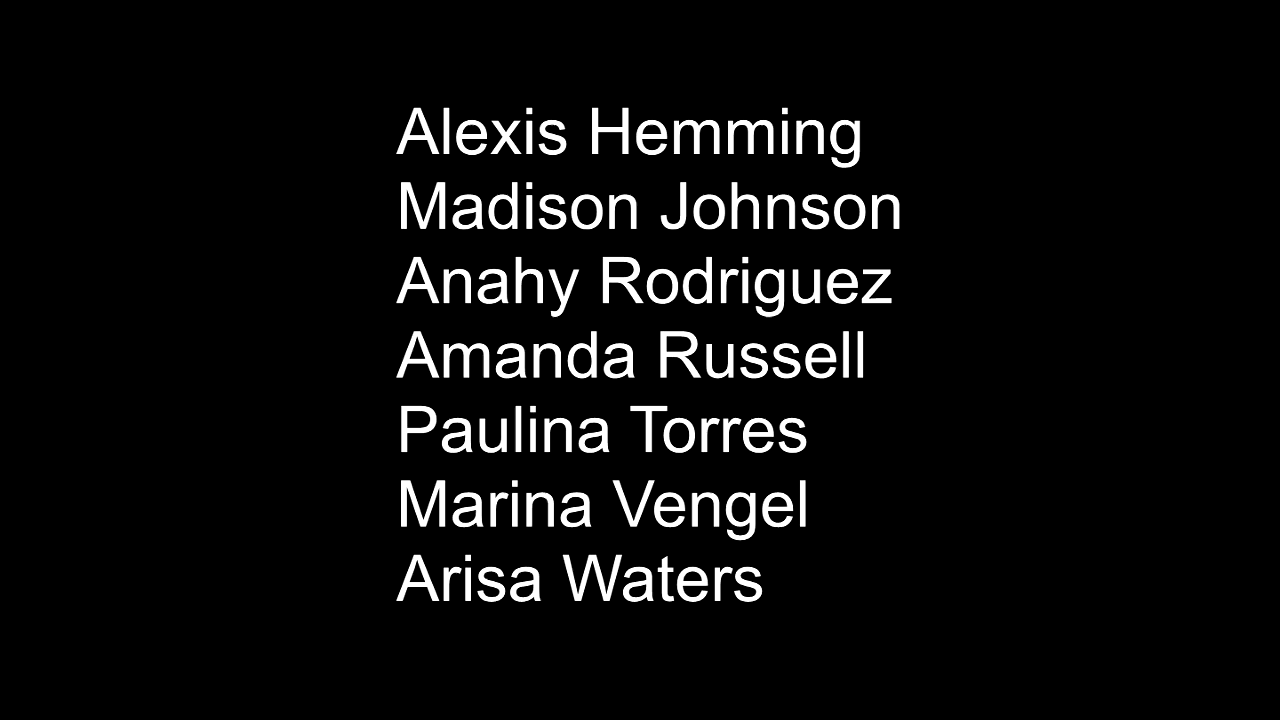 Alexis Hemming
Madison Johnson
Anahy Rodriguez
Amanda Russell
Paulina Torres
Marina Vengel
Arisa Waters